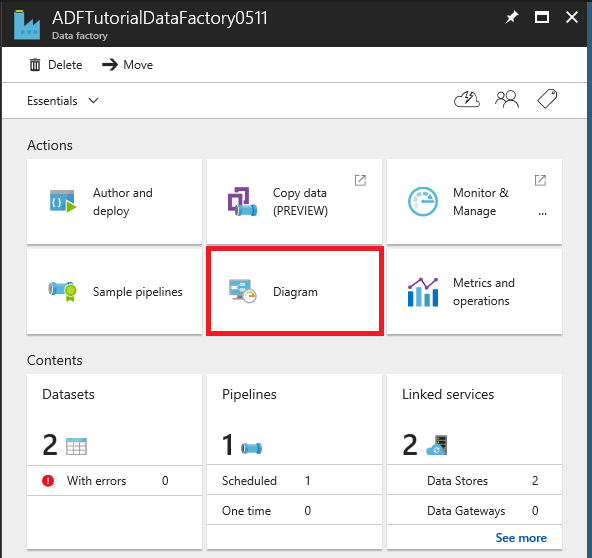 ADFTutorialDataFactory0511
Data factory
Delete
Move
Essentials
Actions
Author and
deploy
Copy data
(PREVIEW)
Monitor &
Manage
...
Sample pipelines
Diagram
Metrics and
operations
Contents
Datasets
2
With errors 0
Pipelines
1
Scheduled 1
One time 0
Linked services
2
Data Stores 2
Data Gateways 0
See more